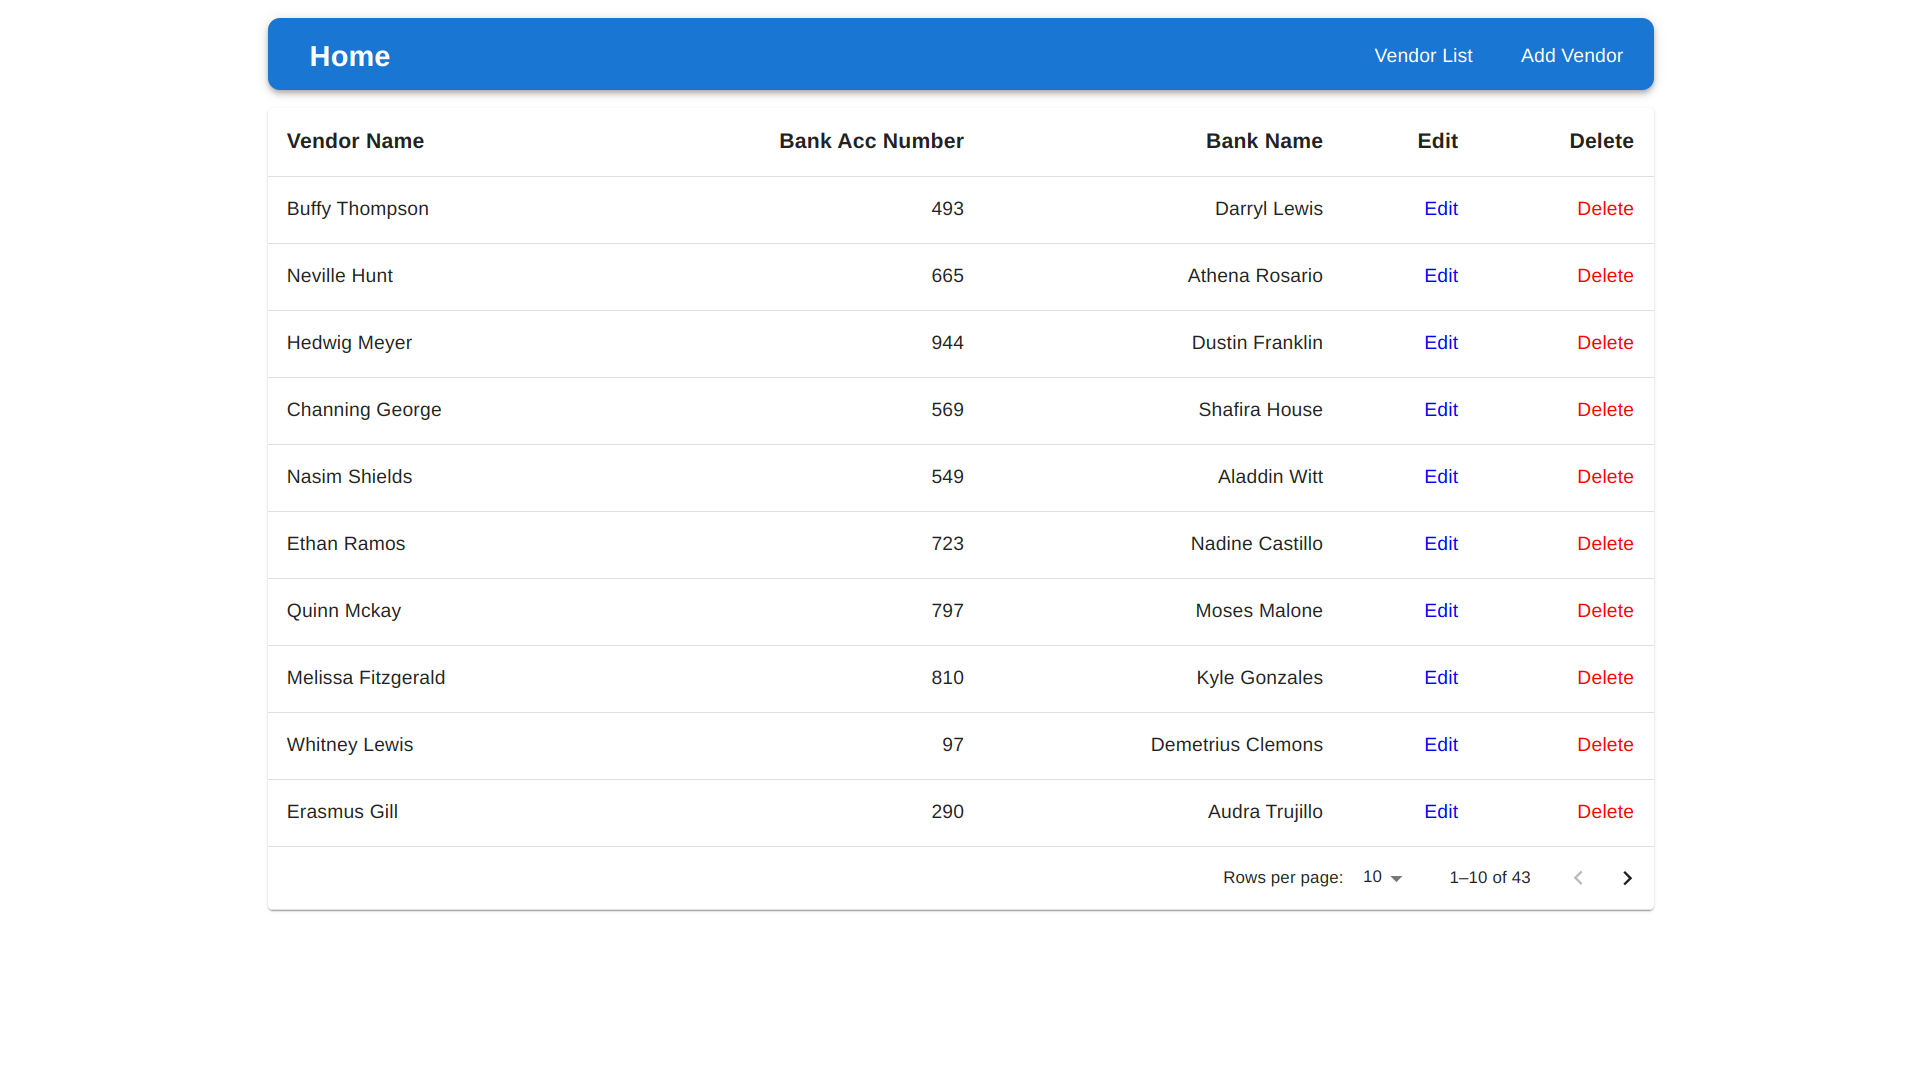 Home Vendor List Add Vendor
Vendor Name Bank Acc Number Bank Name Edit Delete
Buffy Thompson 493 Darryl Lewis Edit Delete
Neville Hunt 665 Athena Rosario Edit Delete
Hedwig Meyer 944 Dustin Franklin Edit Delete
Channing George 569 Shafira House Edit Delete
Nasim Shields 549 Aladdin Witt Edit Delete
Ethan Ramos 723 Nadine Castillo Edit Delete
Quinn Mckay 797 Moses Malone Edit Delete
Melissa Fitzgerald 810 Kyle Gonzales Edit Delete
Whitney Lewis 97 Demetrius Clemons Edit Delete
Erasmus Gill 290 Audra Trujillo Edit Delete
Rows per page: 10 1–10 of 43